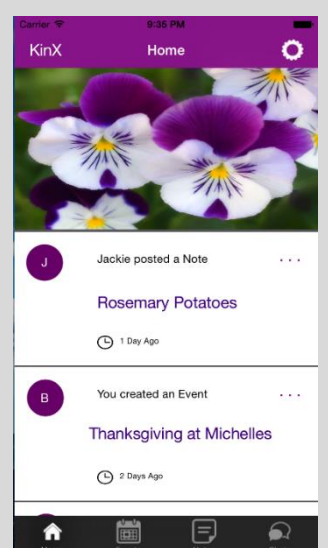 Carrier 9:35 PM
KinX Home
J Jackie posted a Note ...
Rosemary Potatoes
1 Day Ago
B You created an Event ...
Thanksgiving at Michelles
2 Days Ago